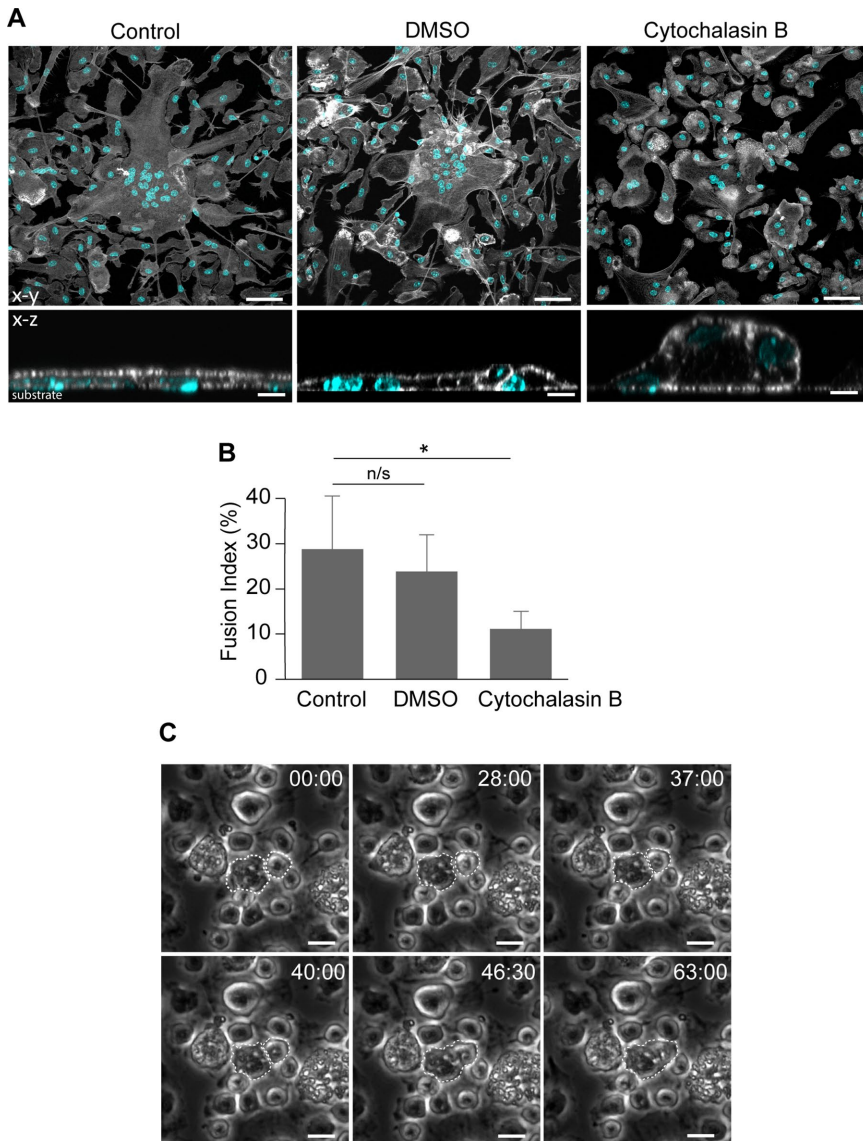 A
Control
DMSO
Cytochalasin B
x-y
x-z
substrate
B
*
n/s
Fusion Index (%)
40
30
20
10
0
Control
DMSO
Cytochalasin B
C
00:00
28:00
37:00
40:00
46:30
63:00